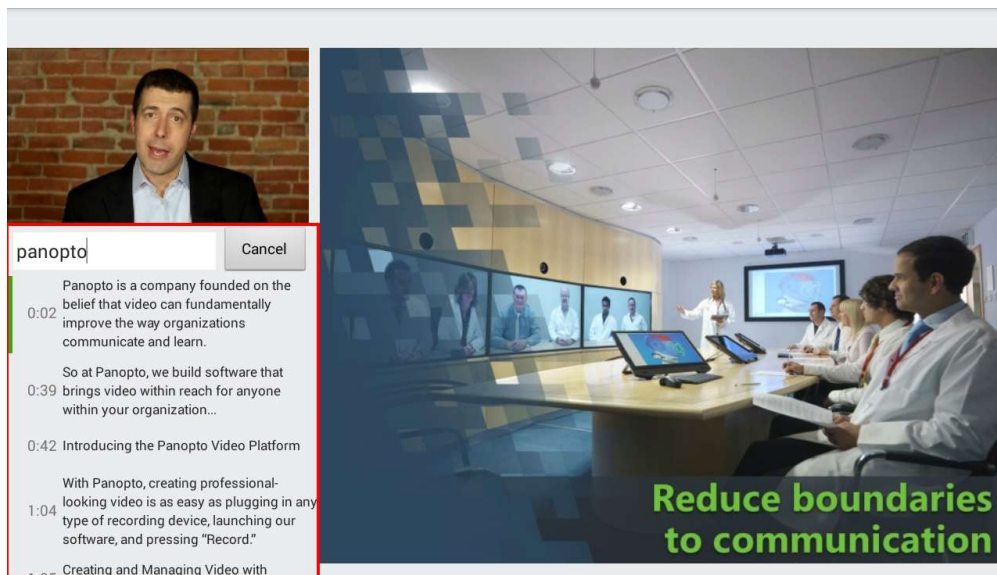 panopto
Cancel
Panopto is a company founded on the
0:02
belief that video can fundamentally
improve the way organizations
communicate and learn.
So at Panopto, we build software that
0:39 brings video within reach for anyone
within your organization...
0:42 Introducing the Panopto Video Platform
With Panopto, creating professional-
looking video is as easy as plugging in any
1:04
type of recording device, launching our
software, and pressing “Record.”
Creating and Managing Video with
Reduce boundaries
to communication